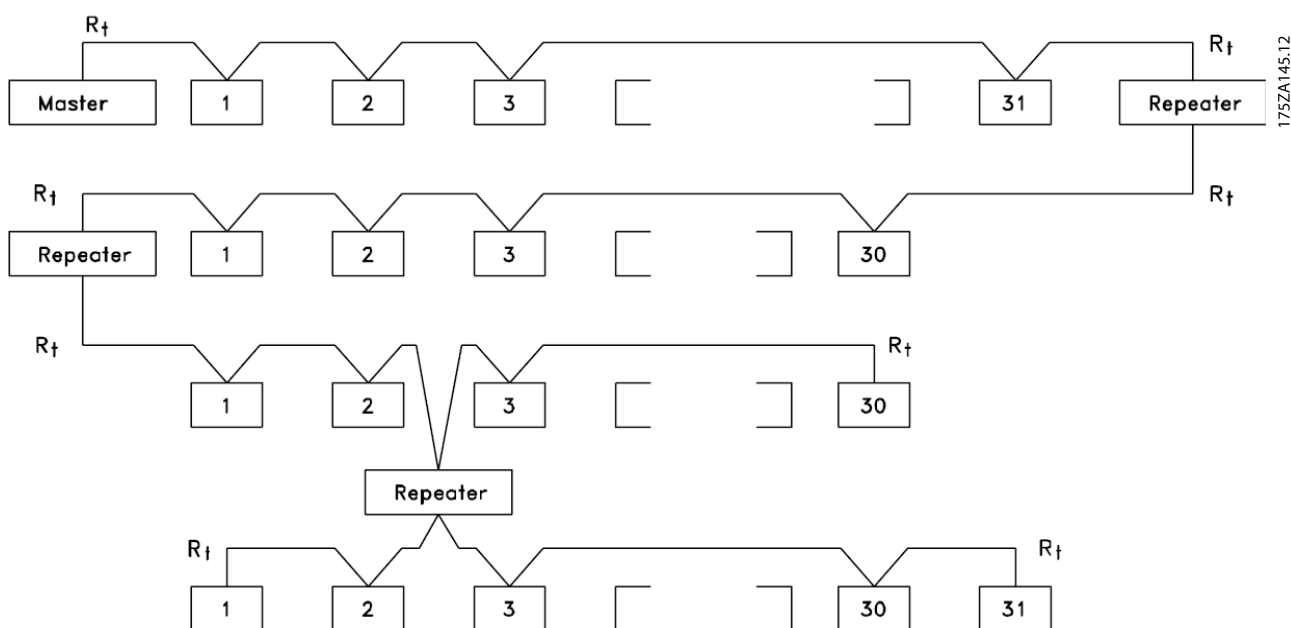 Rt
Master 1 2 3 31 Rt Repeater
175ZA145.12
Rt Rt
Repeater 1 2 3 30
Rt Rt
1 2 3 30
Repeater
Rt Rt
1 2 3 30 31